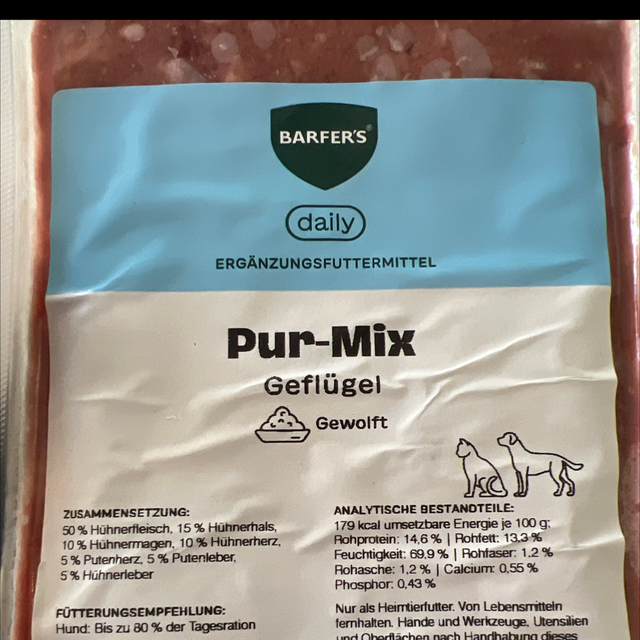 BARFER'S®
daily
ERGÄNZUNGSFUTTERMITTEL
Pur-Mix
Geflügel
Gewolft
ZUSAMMENSETZUNG:
50 % Hühnerfleisch, 15 % Hühnerhals,
10 % Hühnermagen, 10 % Hühnerherz,
5 % Putenherz, 5 % Putenleber,
5 % Hühnerleber
FÜTTERUNGSEMPFEHLUNG:
Hund: Bis zu 80 % der Tagesration
ANALYTISCHE BESTANDTEILE:
179 kcal umsetzbare Energie je 100 g;
Rohprotein: 14,6 % | Rohfett: 13,3 %
Feuchtigkeit: 69,9 % | Rohfaser: 1,2 %
Rohasche: 1,2 % | Calcium: 0,55 %
Phosphor: 0,43 %
Nur als Heimtierfutter. Von Lebensmitteln
fernhalten. Hände und Werkzeuge, Utensilien
und Oberflächen nach Handhabung dieses